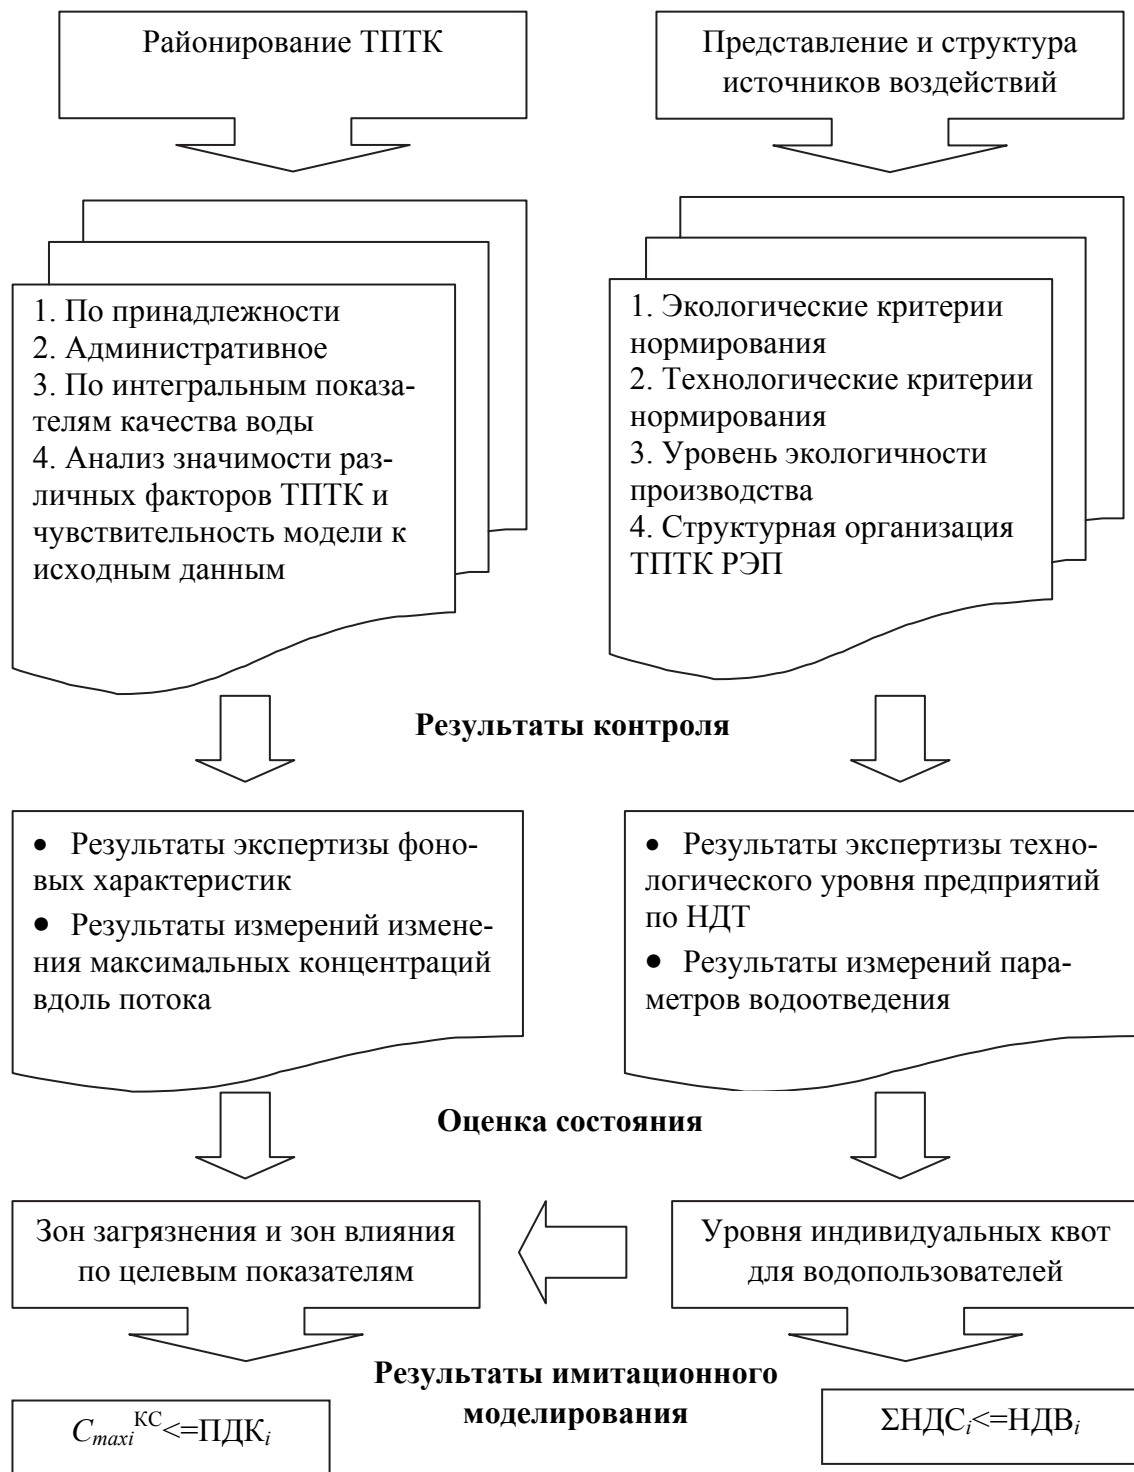 Районирование ТПТК
Представление и структура
источников воздействий
1. По принадлежности
2. Административное
3. По интегральным показа-
телям качества воды
4. Анализ значимости раз-
личных факторов ТПТК и
чувствительность модели к
исходным данным
1. Экологические критерии
нормирования
2. Технологические критерии
нормирования
3. Уровень экологичности
производства
4. Структурная организация
ТПТК РЭП
Результаты контроля
• Результаты экспертизы фоно-
вых характеристик
• Результаты измерений измене-
ния максимальных концентраций
вдоль потока
• Результаты экспертизы техно-
логического уровня предприятий
по НДТ
• Результаты измерений пара-
метров водоотведения
Оценка состояния
Зон загрязнения и зон влияния
по целевым показателям
Уровня индивидуальных квот
для водопользователей
Результаты имитационного
моделирования
C_maxi^КС<=ПДК_i
ΣНДС_i<=НДВ_i